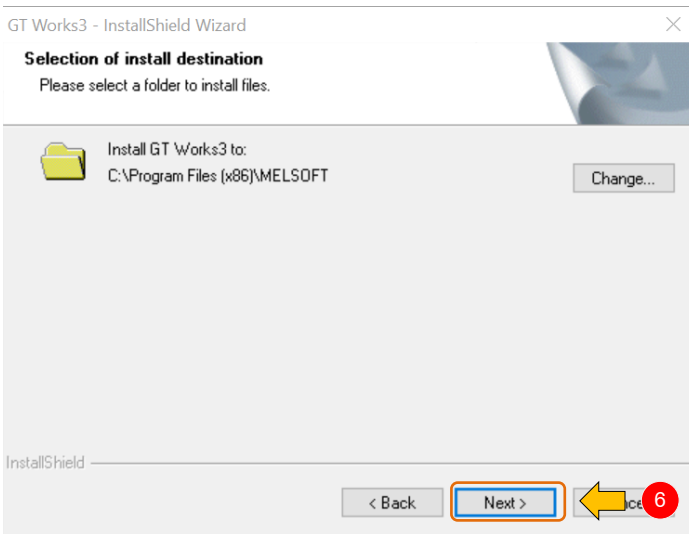 GT Works3 - InstallShield Wizard
Selection of install destination
Please select a folder to install files.
Install GT Works3 to:
C:\Program Files (x86)\MELSOFT
Change...
InstallShield
< Back
Next >
6